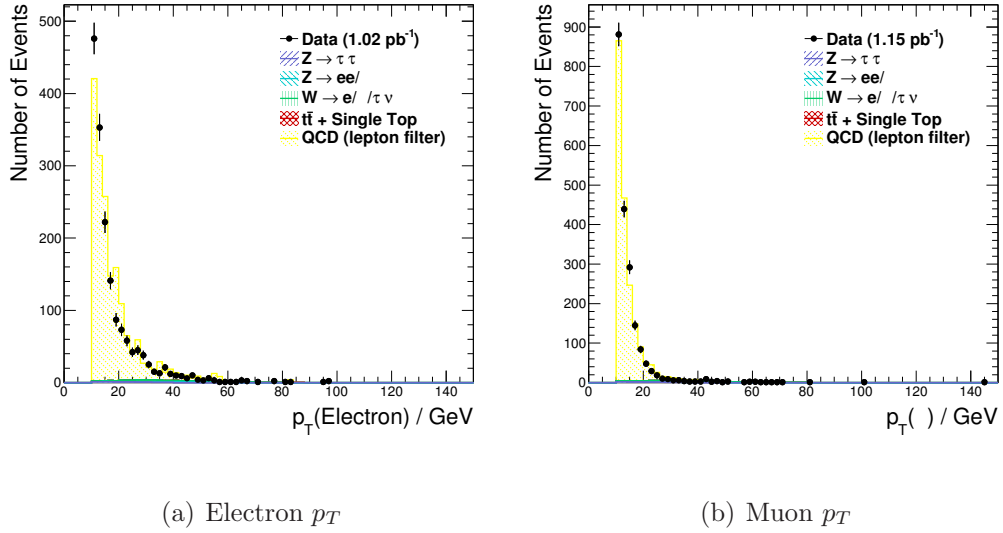 Number of Events
500
400
300
200
100
0
0 20 40 60 80 100 120 140
p_T(Electron) / GeV
Data (1.02 pb⁻¹)
Z → τ τ
Z → ee/
W → e/ /τ ν
tt̄ + Single Top
QCD (lepton filter)
(a) Electron p_T
Number of Events
900
800
700
600
500
400
300
200
100
0
0 20 40 60 80 100 120 140
p_T( ) / GeV
Data (1.15 pb⁻¹)
Z → τ τ
Z → ee/
W → e/ /τ ν
tt̄ + Single Top
QCD (lepton filter)
(b) Muon p_T